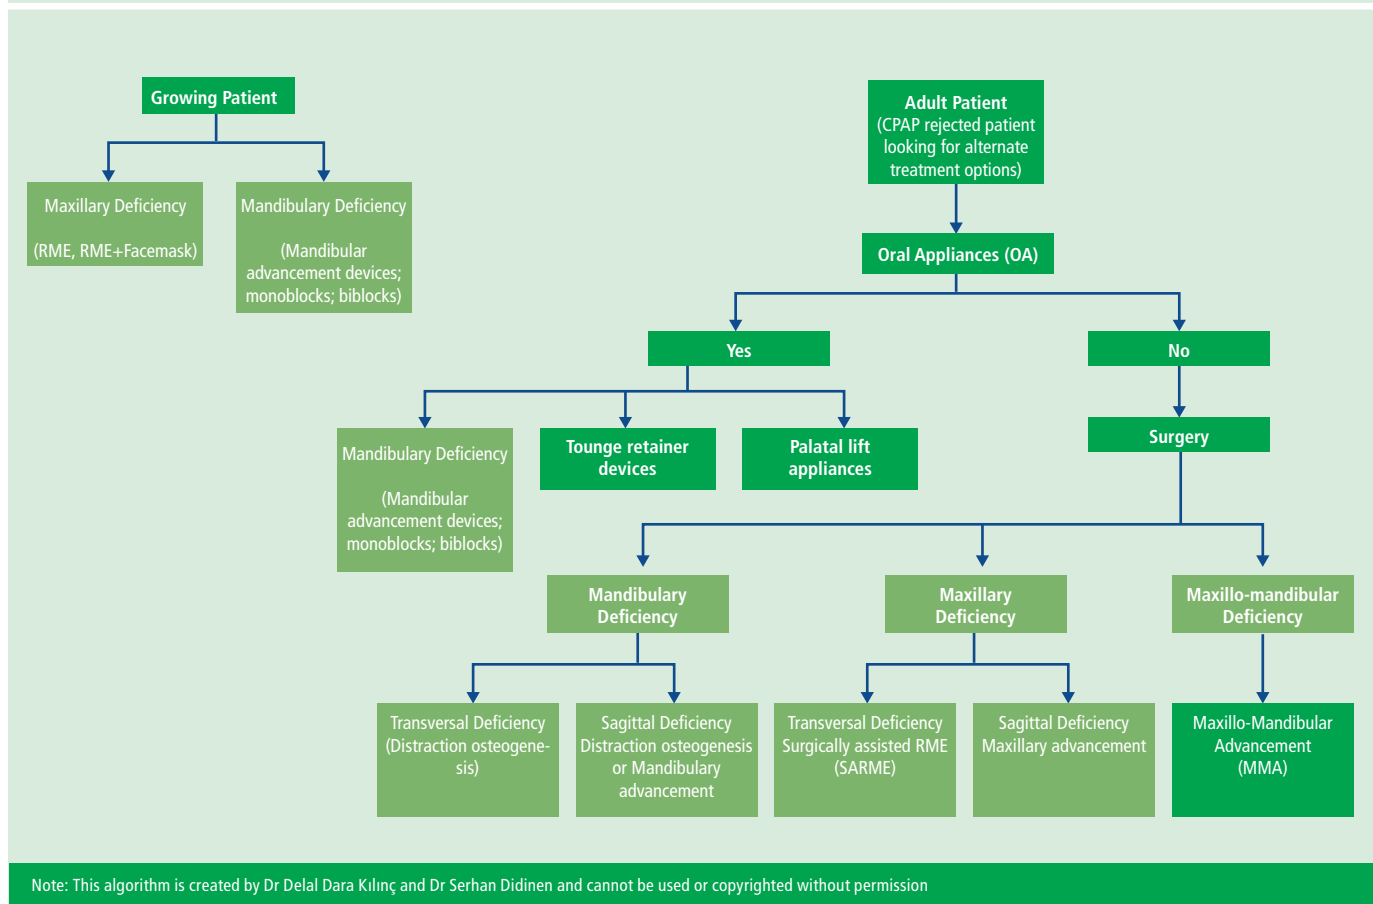 Growing Patient
Maxillary Deficiency
(RME, RME+Facemask)
Mandibulary Deficiency
(Mandibular
advancement devices;
monoblocks; biblocks)
Adult Patient
(CPAP rejected patient
looking for alternate
treatment options)
Oral Appliances (OA)
Yes
No
Mandibulary Deficiency
(Mandibular
advancement devices;
monoblocks; biblocks)
Tounge retainer
devices
Palatal lift
appliances
Surgery
Mandibulary
Deficiency
Maxillary
Deficiency
Maxillo-mandibular
Deficiency
Transversal Deficiency
(Distraction osteogene-
sis)
Sagittal Deficiency
Distraction osteogenesis
or Mandibulary
advancement
Transversal Deficiency
Surgically assisted RME
(SARME)
Sagittal Deficiency
Maxillary advancement
Maxillo-Mandibular
Advancement
(MMA)
Note: This algorithm is created by Dr Delal Dara Kılınç and Dr Serhan Didinen and cannot be used or copyrighted without permission